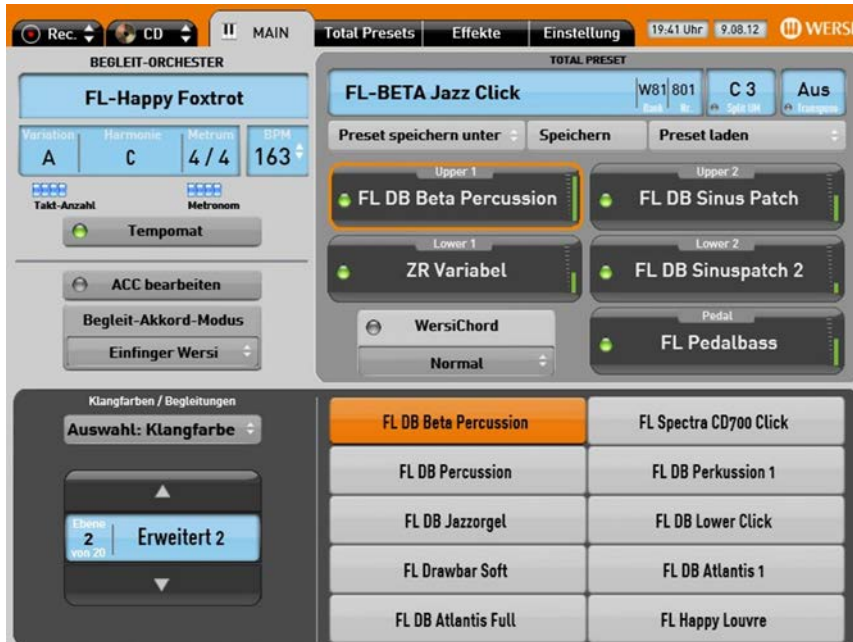 Rec.
CD
MAIN
Total Presets
Effekte
Einstellung
19:41 Uhr
9.08.12
WERSI
BEGLEIT-ORCHESTER
FL-Happy Foxtrot
Variation
Harmonie
Metrum
BPM
A
C
4/4
163
Takt-Anzahl
Metronom
Tempomat
ACC bearbeiten
Begleit-Akkord-Modus
Einfinger Wersi
TOTAL PRESET
FL-BETA Jazz Click
W81
801
C 3
Aus
Bank
Nr.
Split UM
Transpose
Preset speichern unter
Speichern
Preset laden
Upper 1
FL DB Beta Percussion
Upper 2
FL DB Sinus Patch
Lower 1
ZR Variabel
Lower 2
FL DB Sinuspatch 2
WersiChord
Normal
Pedal
FL Pedalbass
Klangfarben / Begleitungen
Auswahl: Klangfarbe
Ebene
2
von 20
Erweitert 2
FL DB Beta Percussion
FL Spectra CD700 Click
FL DB Percussion
FL DB Perkussion 1
FL DB Jazzorgel
FL DB Lower Click
FL Drawbar Soft
FL DB Atlantis 1
FL DB Atlantis Full
FL Happy Louvre